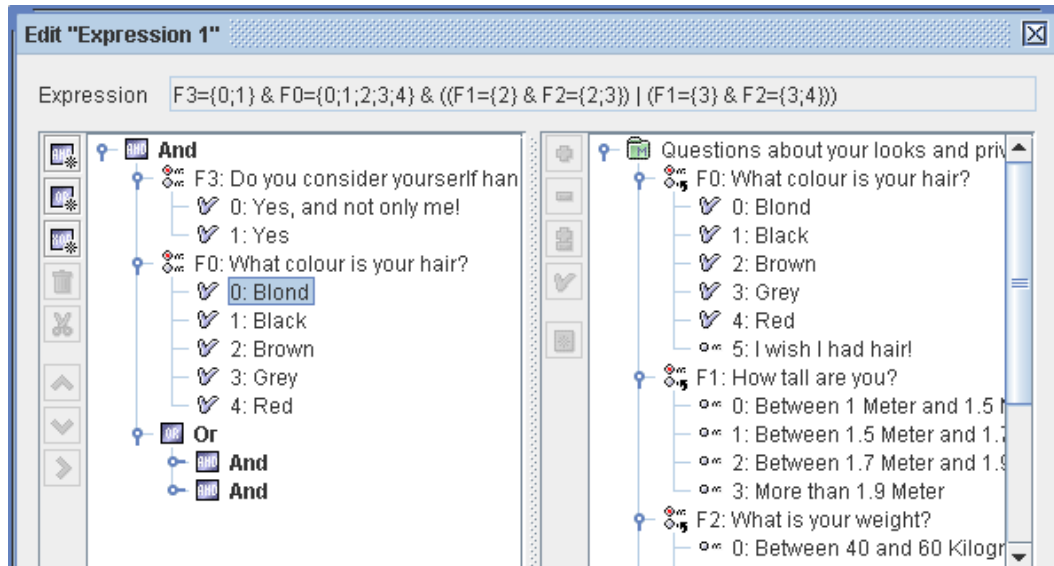 Edit "Expression 1"
Expression F3={0;1} & F0={0;1;2;3;4} & ((F1={2} & F2={2;3}) | (F1={3} & F2={3;4}))
And
F3: Do you consider yourserlf han
0: Yes, and not only me!
1: Yes
F0: What colour is your hair?
0: Blond
1: Black
2: Brown
3: Grey
4: Red
Or
And
And
Questions about your looks and priv
F0: What colour is your hair?
0: Blond
1: Black
2: Brown
3: Grey
4: Red
5: I wish I had hair!
F1: How tall are you?
0: Between 1 Meter and 1.5 M
1: Between 1.5 Meter and 1.7
2: Between 1.7 Meter and 1.9
3: More than 1.9 Meter
F2: What is your weight?
0: Between 40 and 60 Kilogr